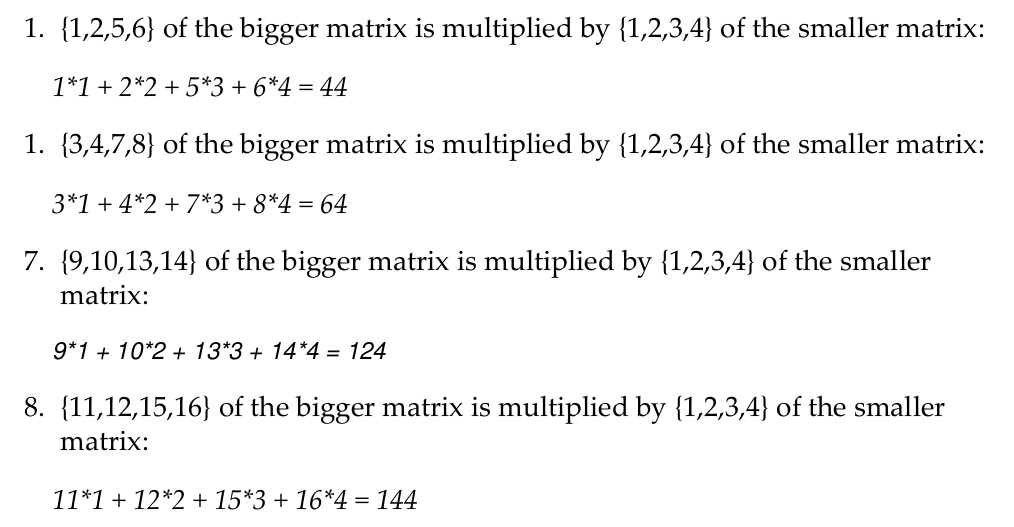 1. {1,2,5,6} of the bigger matrix is multiplied by {1,2,3,4} of the smaller matrix:
1*1 + 2*2 + 5*3 + 6*4 = 44
1. {3,4,7,8} of the bigger matrix is multiplied by {1,2,3,4} of the smaller matrix:
3*1 + 4*2 + 7*3 + 8*4 = 64
7. {9,10,13,14} of the bigger matrix is multiplied by {1,2,3,4} of the smaller
matrix:
9*1 + 10*2 + 13*3 + 14*4 = 124
8. {11,12,15,16} of the bigger matrix is multiplied by {1,2,3,4} of the smaller
matrix:
11*1 + 12*2 + 15*3 + 16*4 = 144